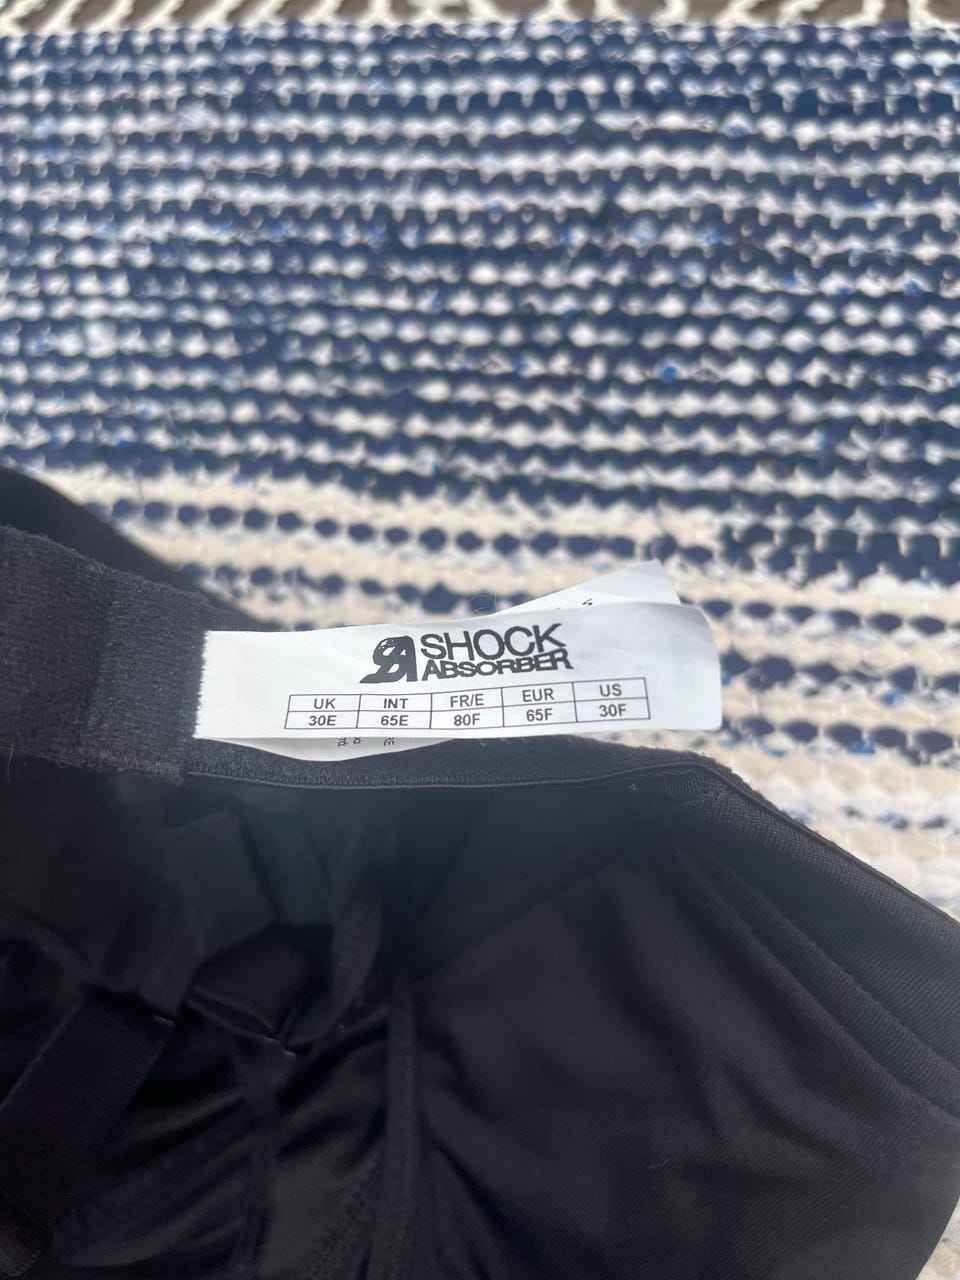 SHOCK
ABSORBER
UK INT FR/E EUR US
30E 65E 80F 65F 30F